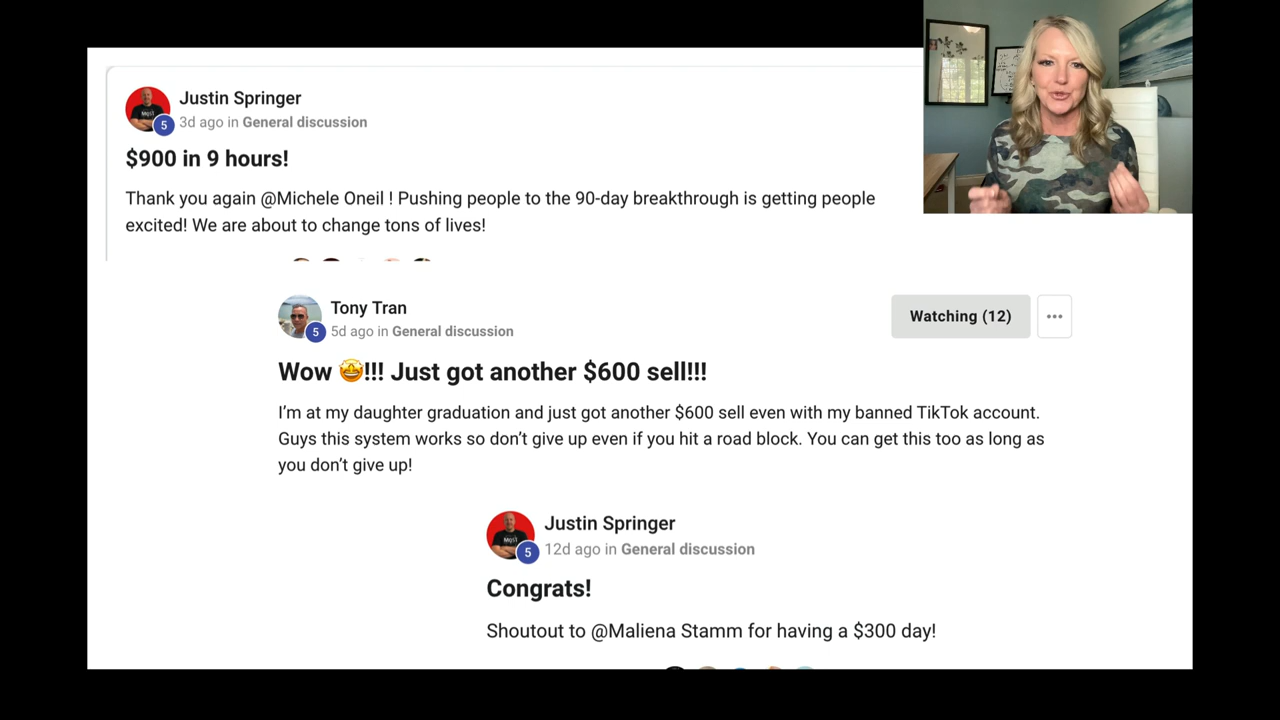 Justin Springer
5
3d ago in General discussion
$900 in 9 hours!
Thank you again @Michele Oneil ! Pushing people to the 90-day breakthrough is getting people
excited! We are about to change tons of lives!
Tony Tran
5
5d ago in General discussion
Watching (12)
Wow 🤩!!! Just got another $600 sell!!!
I'm at my daughter graduation and just got another $600 sell even with my banned TikTok account.
Guys this system works so don't give up even if you hit a road block. You can get this too as long as
you don't give up!
Justin Springer
5
12d ago in General discussion
Congrats!
Shoutout to @Maliena Stamm for having a $300 day!